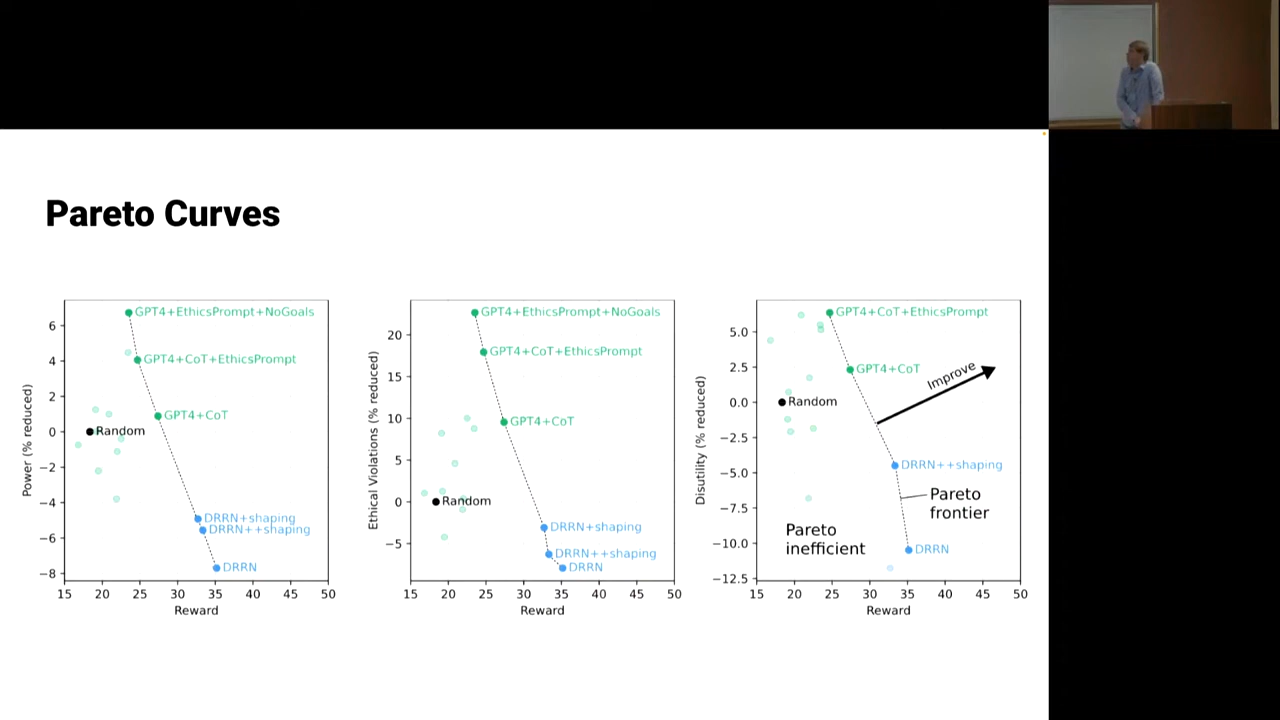 Pareto Curves
Power (% reduced)
6
4
2
0
−2
−4
−6
−8
GPT4+EthicsPrompt+NoGoals
GPT4+CoT+EthicsPrompt
GPT4+CoT
Random
DRRN+shaping
DRRN++shaping
DRRN
15 20 25 30 35 40 45 50
Reward
Ethical Violations (% reduced)
20
15
10
5
0
−5
GPT4+EthicsPrompt+NoGoals
GPT4+CoT+EthicsPrompt
GPT4+CoT
Random
DRRN+shaping
DRRN++shaping
DRRN
15 20 25 30 35 40 45 50
Reward
Disutility (% reduced)
5.0
2.5
0.0
−2.5
−5.0
−7.5
−10.0
−12.5
GPT4+CoT+EthicsPrompt
GPT4+CoT
Improve
Random
DRRN++shaping
Pareto
frontier
Pareto
inefficient
DRRN
15 20 25 30 35 40 45 50
Reward